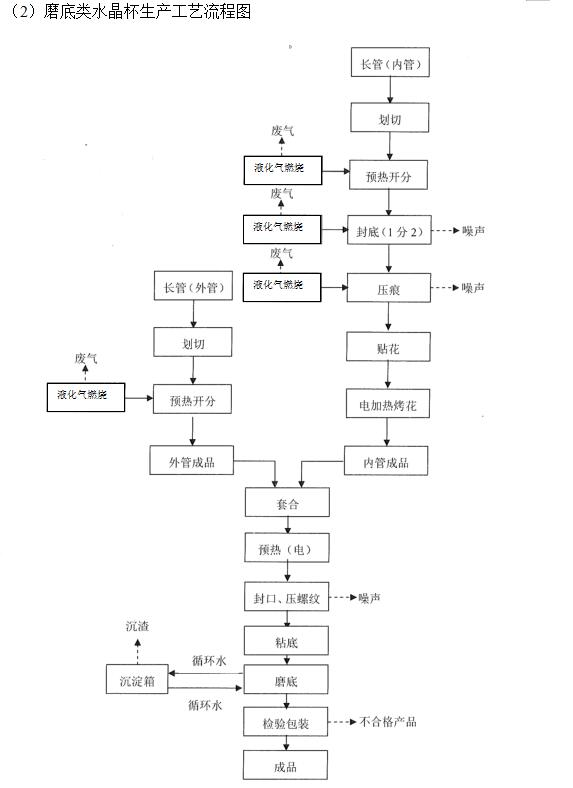 （2）磨底类水晶杯生产工艺流程图
长管（内管）
划切
废气
液化气燃烧
预热开分
废气
液化气燃烧
封底（1分2）
噪声
废气
长管（外管）
液化气燃烧
压痕
噪声
划切
贴花
废气
液化气燃烧
预热开分
电加热烤花
外管成品
内管成品
套合
预热（电）
封口、压螺纹
噪声
沉渣
粘底
循环水
沉淀箱
磨底
循环水
检验包装
不合格产品
成品